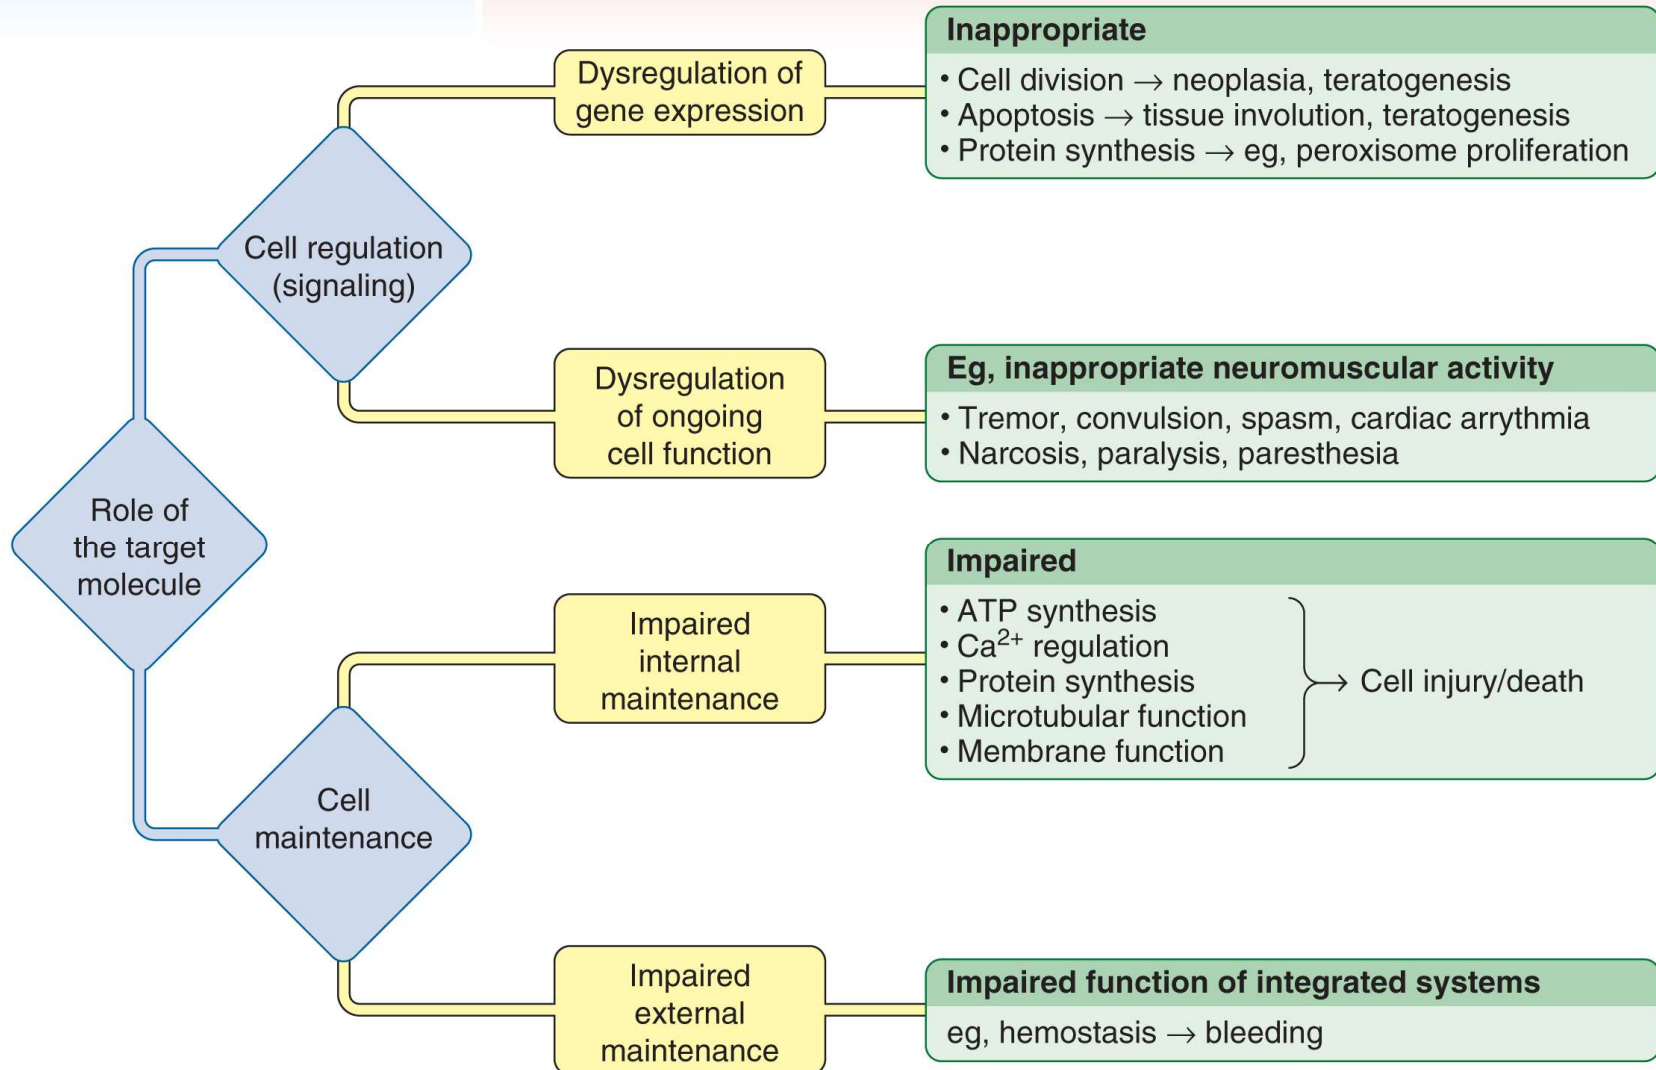 Role of
the target
molecule
Cell regulation
(signaling)
Dysregulation of
gene expression
Inappropriate
• Cell division → neoplasia, teratogenesis
• Apoptosis → tissue involution, teratogenesis
• Protein synthesis → eg, peroxisome proliferation
Dysregulation
of ongoing
cell function
Eg, inappropriate neuromuscular activity
• Tremor, convulsion, spasm, cardiac arrythmia
• Narcosis, paralysis, paresthesia
Cell
maintenance
Impaired
internal
maintenance
Impaired
• ATP synthesis
• Ca²⁺ regulation
• Protein synthesis
• Microtubular function
• Membrane function
→ Cell injury/death
Impaired
external
maintenance
Impaired function of integrated systems
eg, hemostasis → bleeding